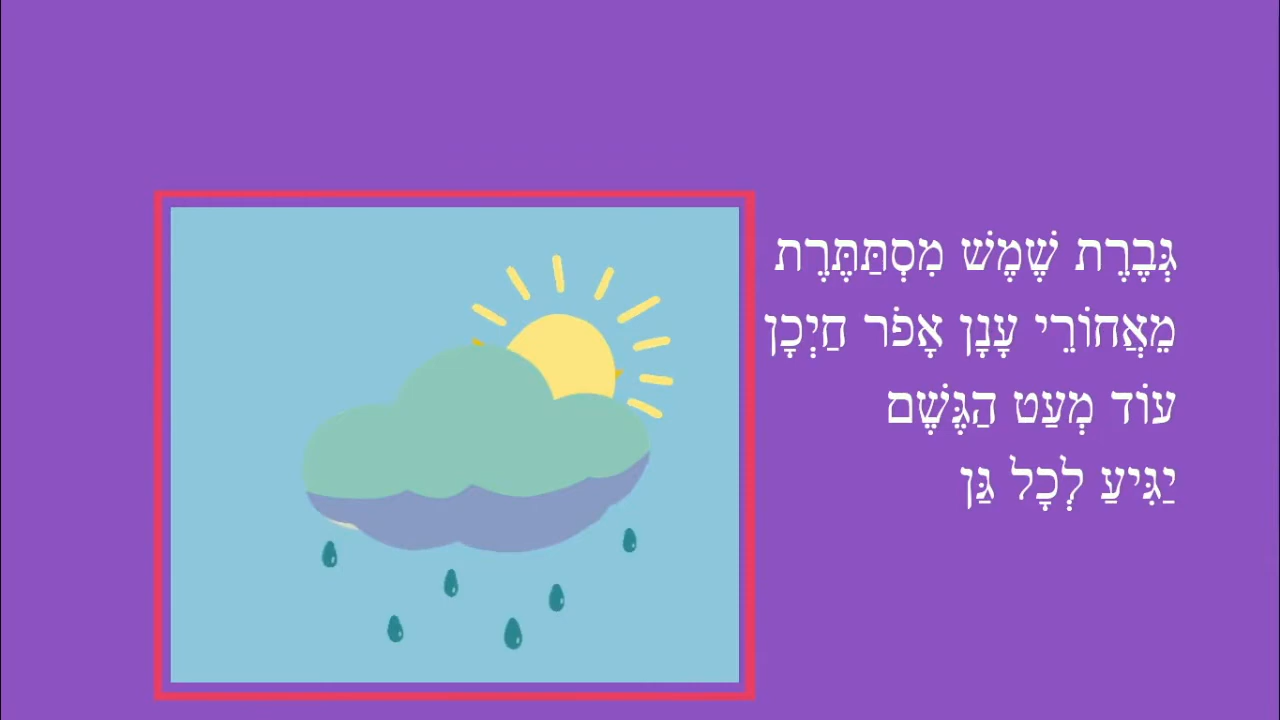 גְּבֶרֶת שֶׁמֶשׁ מִסְתַּתֶּרֶת
מֵאֲחוֹרֵי עָנָן אָפֹר חַיְכָן
עוֹד מְעַט הַגֶּשֶׁם
יַגִּיעַ לְכָל גַּן